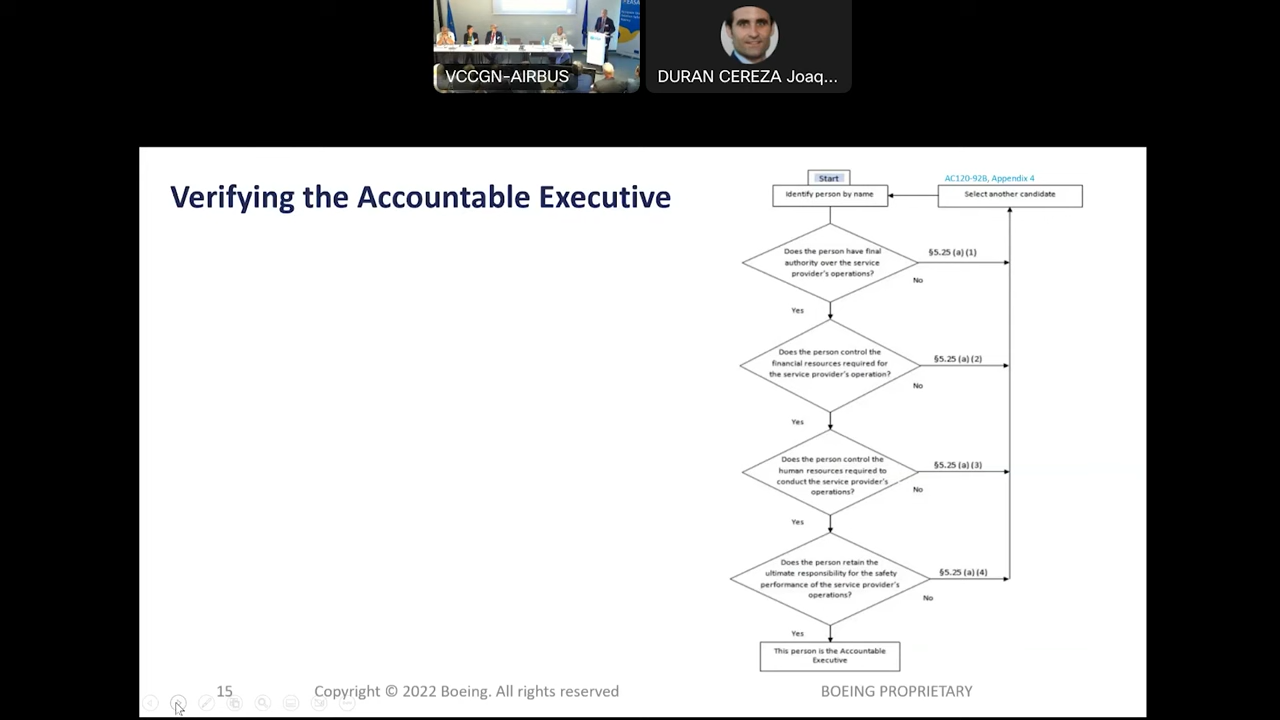 VCCGN-AIRBUS
DURAN CEREZA Joaq...
Verifying the Accountable Executive
Start
AC120-92B, Appendix 4
Identify person by name
Select another candidate
Does the person have final
authority over the service
provider's operations?
§5.25 (a)(1)
No
Yes
Does the person control the
financial resources required for
the service provider's operation?
§5.25 (a)(2)
No
Yes
Does the person control the
human resources required to
conduct the service provider's
operations?
§5.25 (a)(3)
No
Yes
Does the person retain the
ultimate responsibility for the safety
performance of the service provider's
operations?
§5.25 (a)(4)
No
Yes
This person is the Accountable
Executive
15
Copyright © 2022 Boeing. All rights reserved
BOEING PROPRIETARY